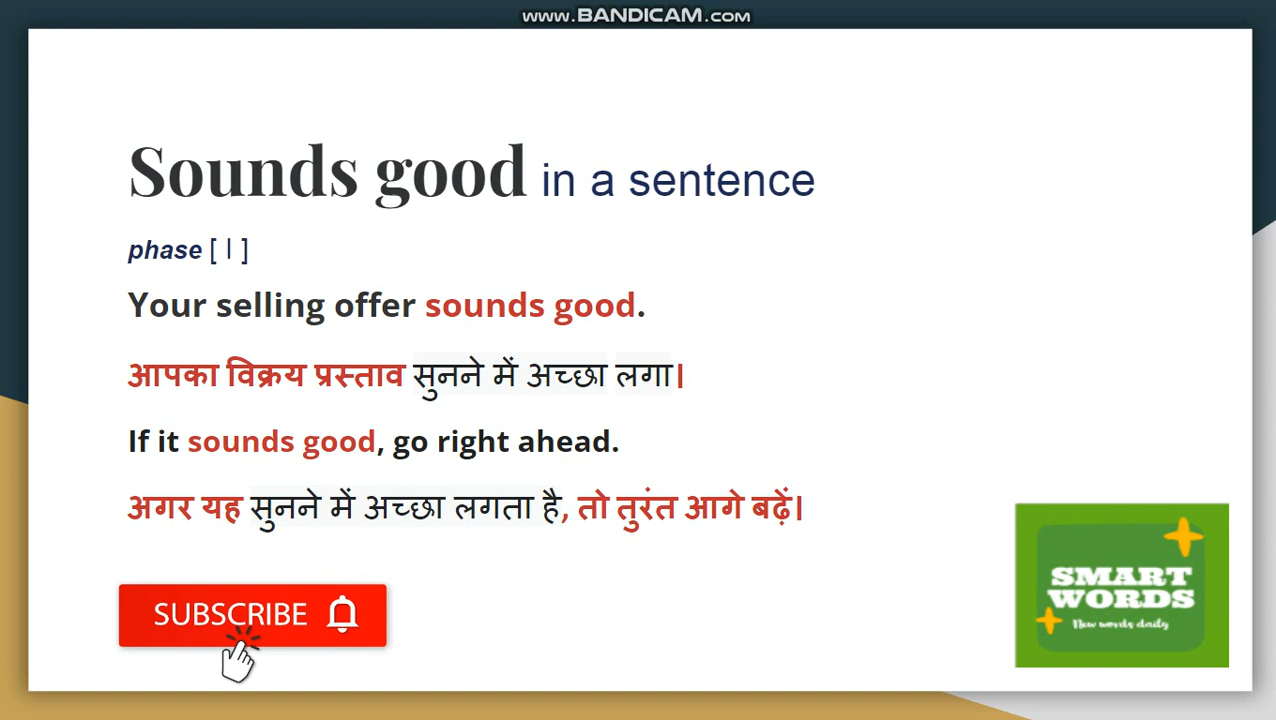 www.BANDICAM.com
Sounds good in a sentence
phase [ I ]
Your selling offer sounds good.
आपका विक्रय प्रस्ताव सुनने में अच्छा लगा।
If it sounds good, go right ahead.
अगर यह सुनने में अच्छा लगता है, तो तुरंत आगे बढ़ें।
SUBSCRIBE
SMART
WORDS
New words daily